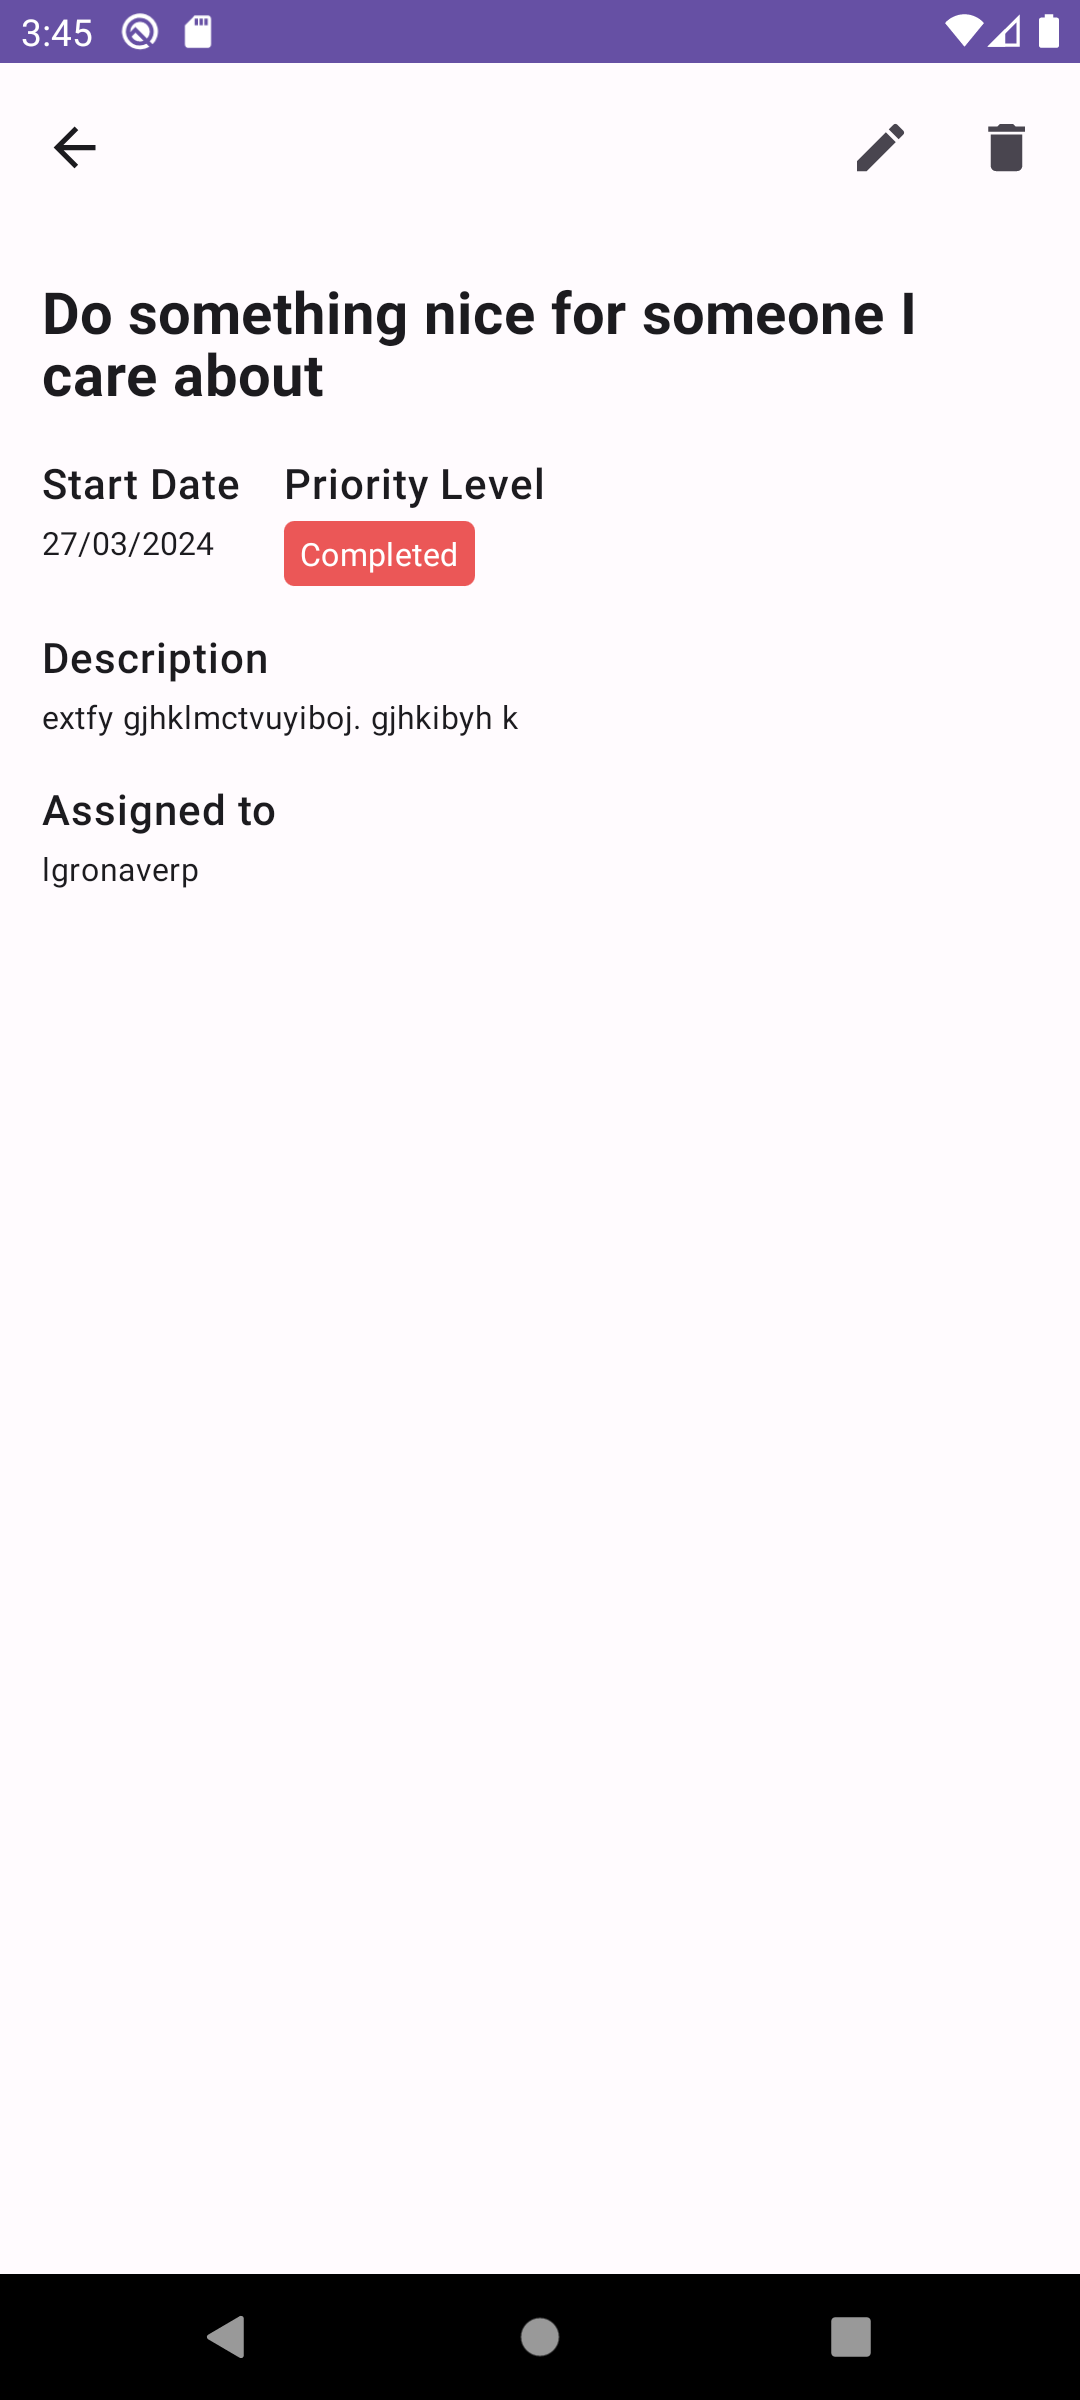 3:45
Do something nice for someone I
care about
Start Date
Priority Level
27/03/2024
Completed
Description
extfy gjhklmctvuyiboj. gjhkibyh k
Assigned to
lgronaverp